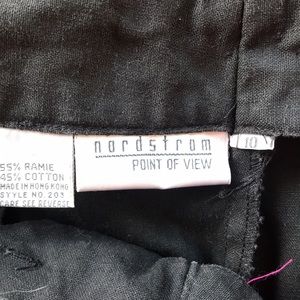 nordstrom
POINT OF VIEW
10
55% RAMIE
45% COTTON
MADE IN HONG KONG
STYLE NO. 203
CARE SEE REVERSE